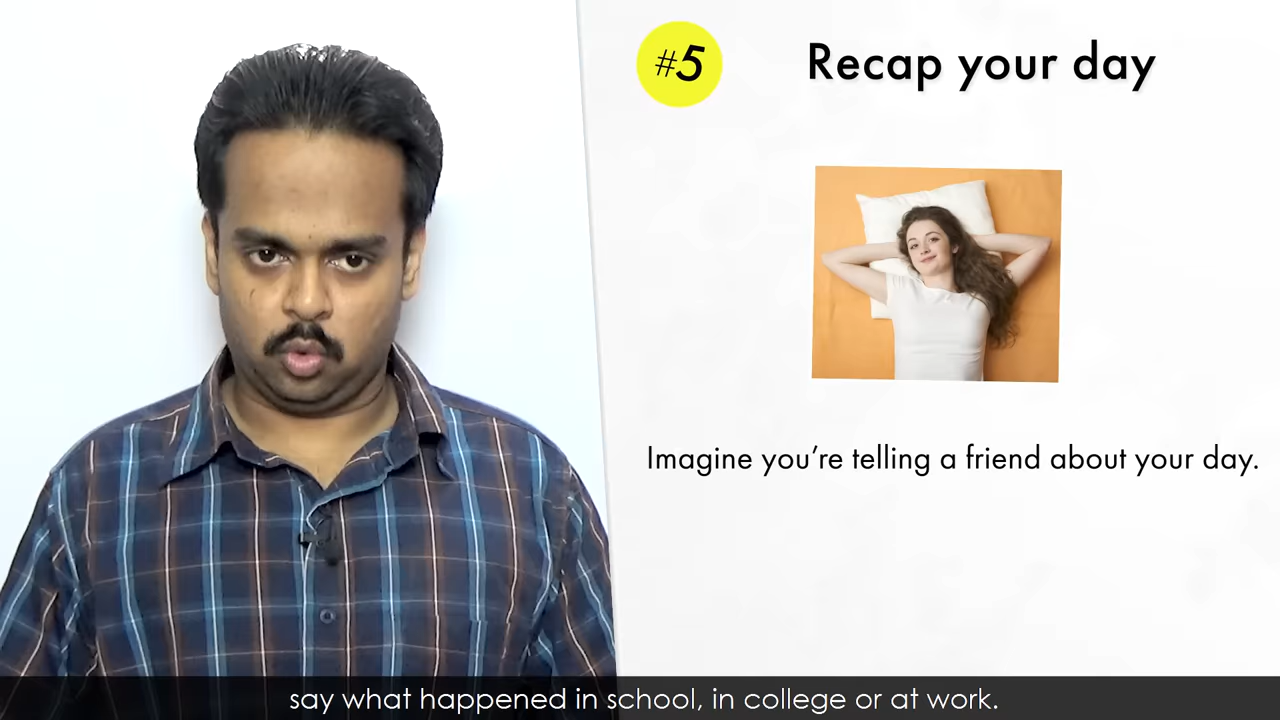 #5
Recap your day
Imagine you’re telling a friend about your day.
say what happened in school, in college or at work.